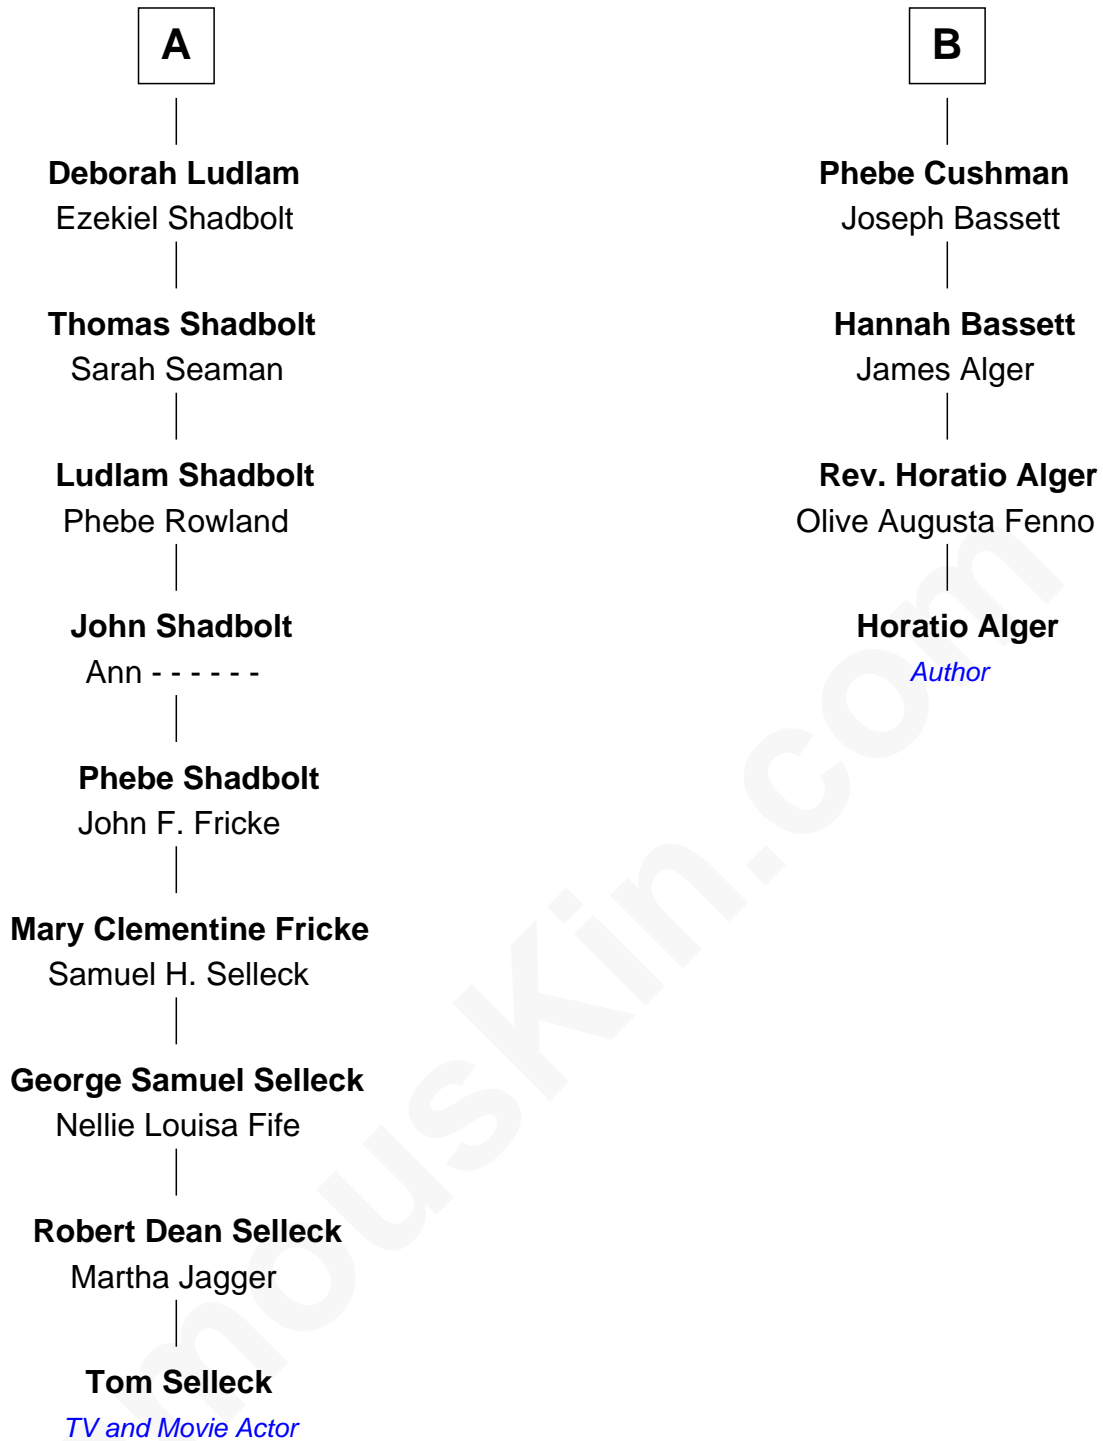 A
Deborah Ludlam
Ezekiel Shadbolt
Thomas Shadbolt
Sarah Seaman
Ludlam Shadbolt
Phebe Rowland
John Shadbolt
Ann - - - - - -
Phebe Shadbolt
John F. Fricke
Mary Clementine Fricke
Samuel H. Selleck
George Samuel Selleck
Nellie Louisa Fife
Robert Dean Selleck
Martha Jagger
Tom Selleck
TV and Movie Actor
B
Phebe Cushman
Joseph Bassett
Hannah Bassett
James Alger
Rev. Horatio Alger
Olive Augusta Fenno
Horatio Alger
Author
mouskin.com